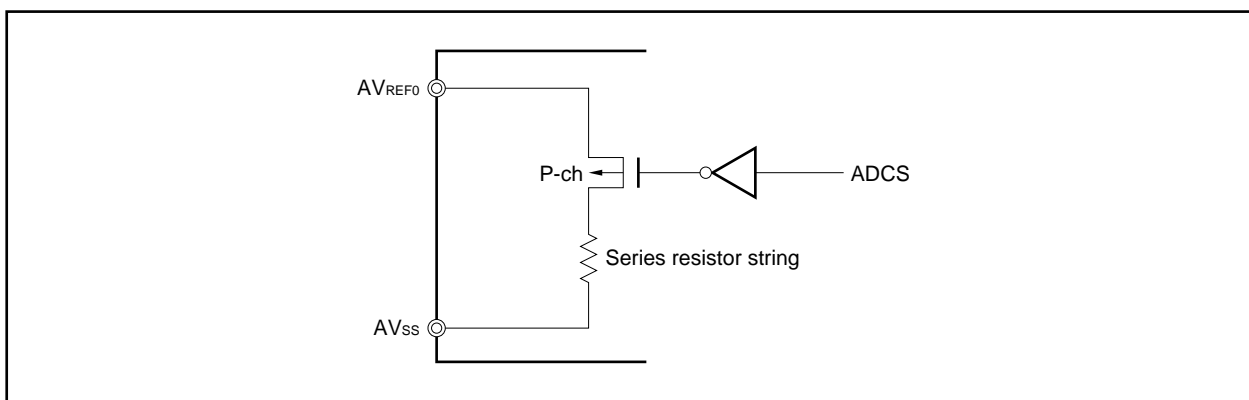 AVREF0
P-ch
ADCS
Series resistor string
AVSS